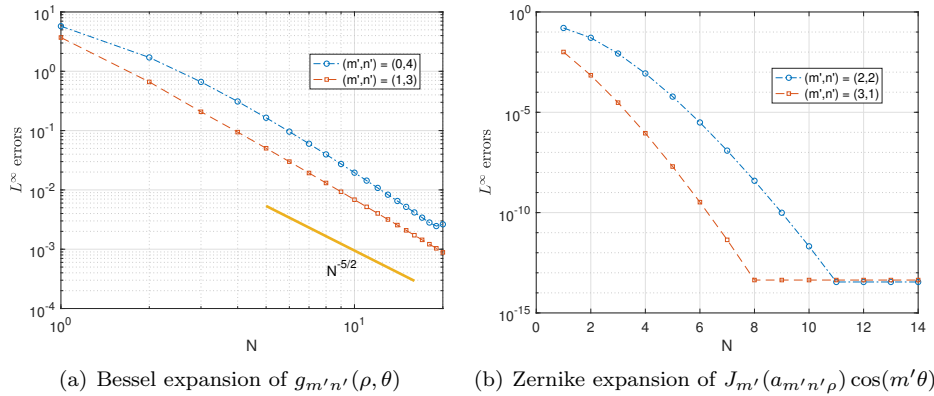 10^1
10^0
10^-1
10^-2
10^-3
10^-4
L^∞ errors
10^0
10^1
N
(m',n') = (0,4)
(m',n') = (1,3)
N^-5/2
(a) Bessel expansion of g_{m'n'}(ρ, θ)
10^0
10^-5
10^-10
10^-15
L^∞ errors
0 2 4 6 8 10 12 14
N
(m',n') = (2,2)
(m',n') = (3,1)
(b) Zernike expansion of J_{m'}(a_{m'n'ρ}) cos(m'θ)